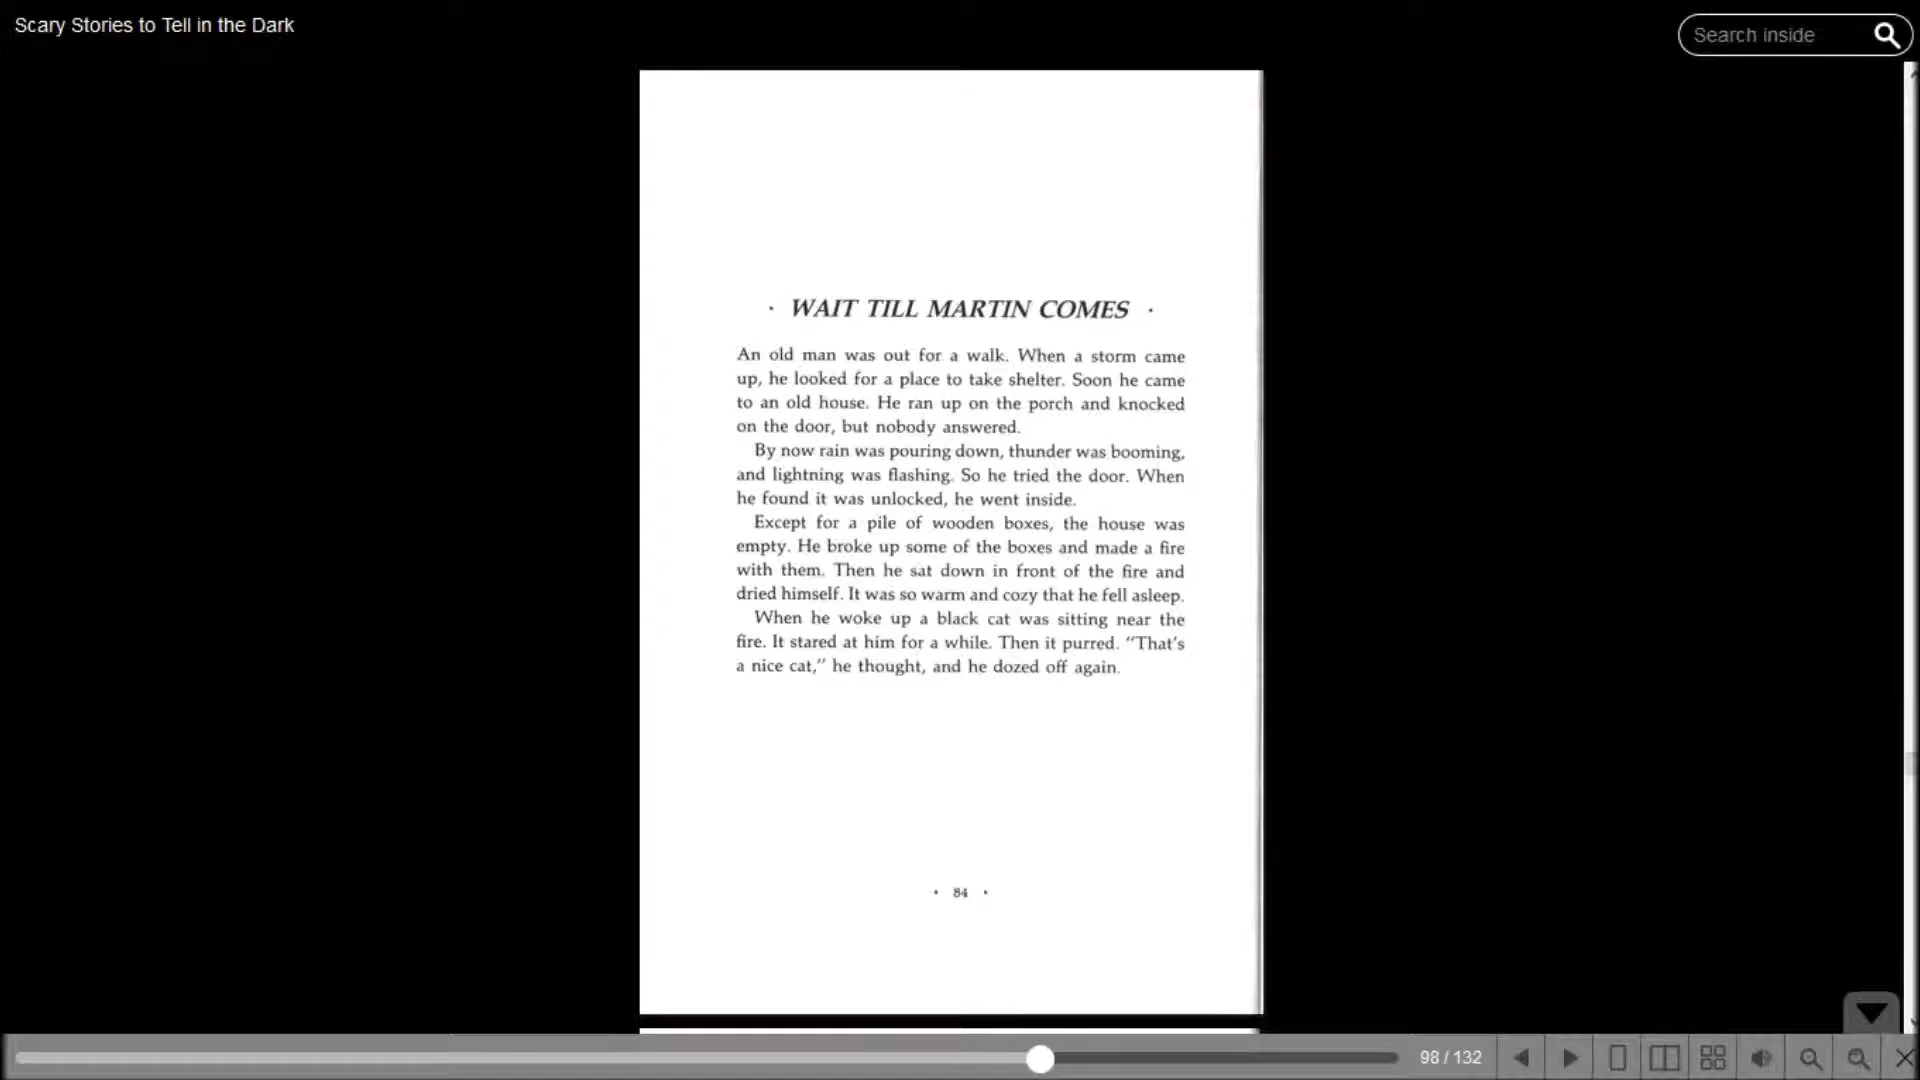 Scary Stories to Tell in the Dark
Search inside
· WAIT TILL MARTIN COMES ·
An old man was out for a walk. When a storm came
up, he looked for a place to take shelter. Soon he came
to an old house. He ran up on the porch and knocked
on the door, but nobody answered.
By now rain was pouring down, thunder was booming,
and lightning was flashing. So he tried the door. When
he found it was unlocked, he went inside.
Except for a pile of wooden boxes, the house was
empty. He broke up some of the boxes and made a fire
with them. Then he sat down in front of the fire and
dried himself. It was so warm and cozy that he fell asleep.
When he woke up a black cat was sitting near the
fire. It stared at him for a while. Then it purred. “That’s
a nice cat,” he thought, and he dozed off again.
· 84 ·
98 / 132